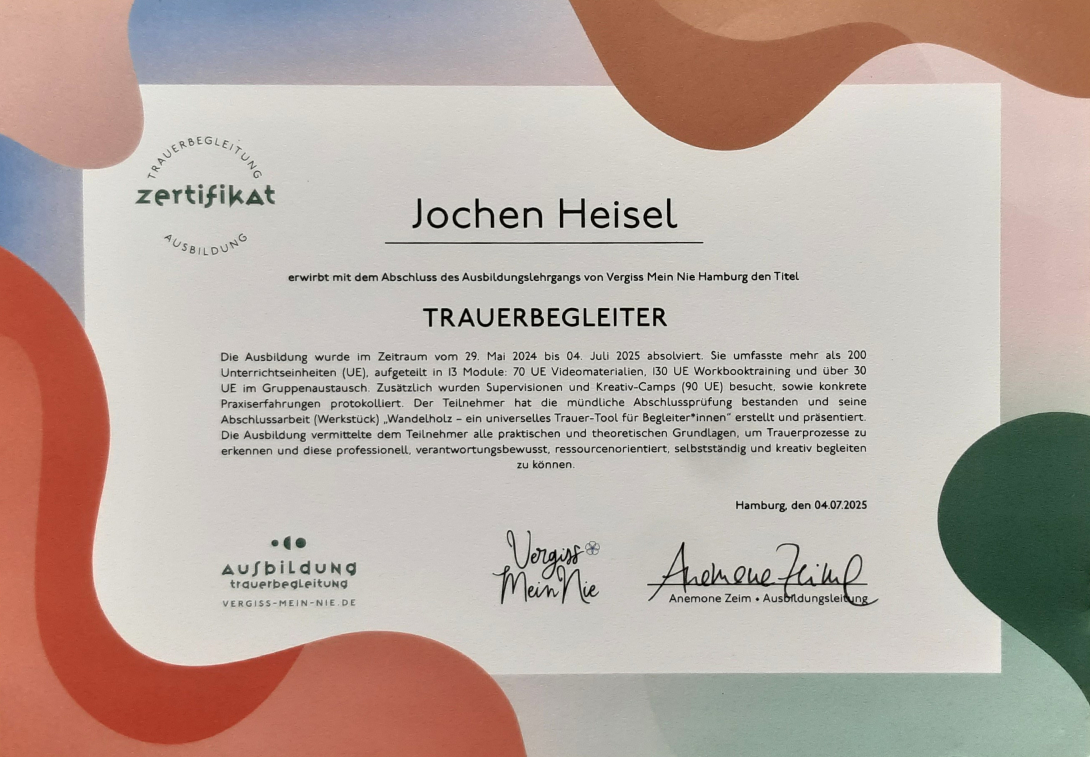 TRAUERBEGLEITUNG
zertifikat
AUSBILDUNG
Jochen Heisel
erwirbt mit dem Abschluss des Ausbildungslehrgangs von Vergiss Mein Nie Hamburg den Titel
TRAUERBEGLEITER
Die Ausbildung wurde im Zeitraum vom 29. Mai 2024 bis 04. Juli 2025 absolviert. Sie umfasste mehr als 200
Unterrichtseinheiten (UE), aufgeteilt in 13 Module: 70 UE Videomaterialien, 130 UE Workbooktraining und über 30
UE im Gruppenaustausch. Zusätzlich wurden Supervisionen und Kreativ-Camps (90 UE) besucht, sowie konkrete
Praxiserfahrungen protokolliert. Der Teilnehmer hat die mündliche Abschlussprüfung bestanden und seine
Abschlussarbeit (Werkstück) „Wandelholz – ein universelles Trauer-Tool für Begleiter*innen“ erstellt und präsentiert.
Die Ausbildung vermittelte dem Teilnehmer alle praktischen und theoretischen Grundlagen, um Trauerprozesse zu
erkennen und diese professionell, verantwortungsbewusst, ressourcenorientiert, selbstständig und kreativ begleiten
zu können.
Hamburg, den 04.07.2025
Ausbildung
trauerbegleitung
VERGISS-MEIN-NIE.DE
Vergiss
Mein Nie
Anemone Zeim
Anemone Zeim • Ausbildungsleitung